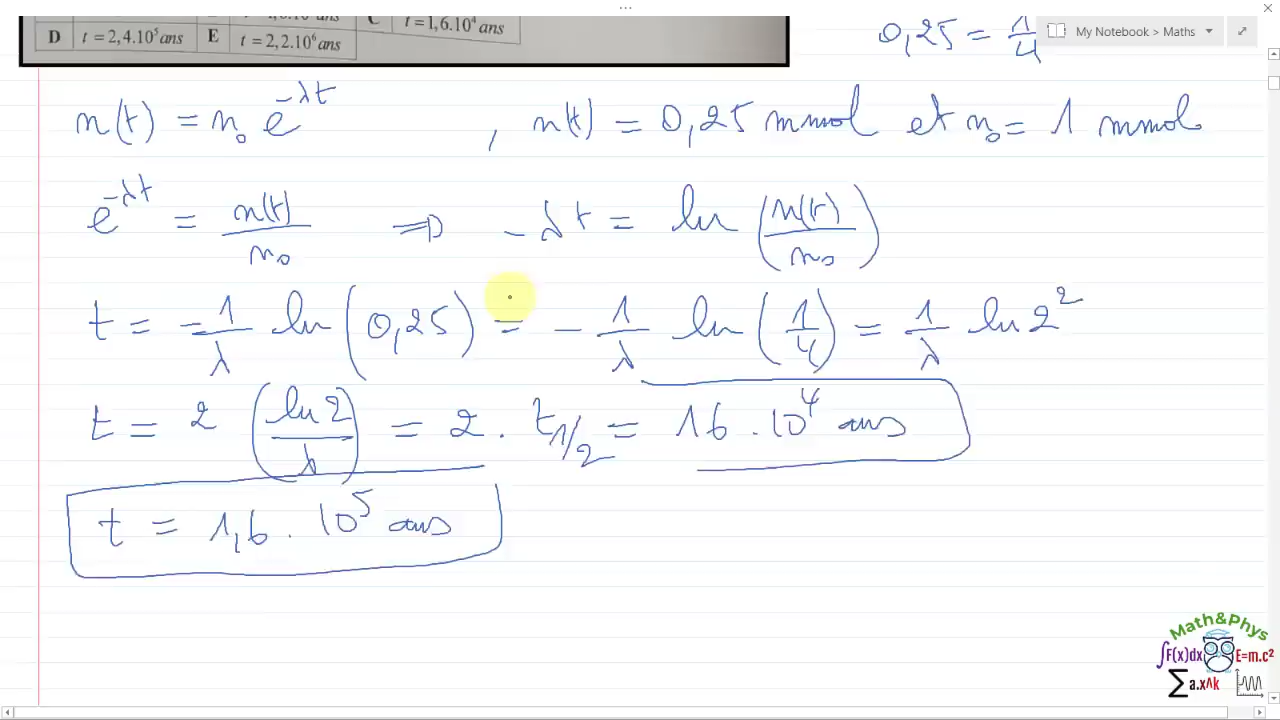 ...
C t = 1,6.10⁴ ans
D t = 2,4.10⁵ ans E t = 2,2.10⁶ ans
0,25 = 1/4
My Notebook > Maths
n(t) = n₀ e^(-λt) , n(t) = 0,25 mmol et n₀ = 1 mmol
e^(-λt) = n(t)/n₀ ⇒ -λt = ln(n(t)/n₀)
t = -1/λ ln(0,25) = -1/λ ln(1/4) = 1/λ ln2²
t = 2 (ln2/λ) = 2 . t1/2 = 16 . 10⁴ ans
t = 1,6 . 10⁵ ans
Math&Phys
∫F(x)dx E=m.c²
∑ a.x∧k